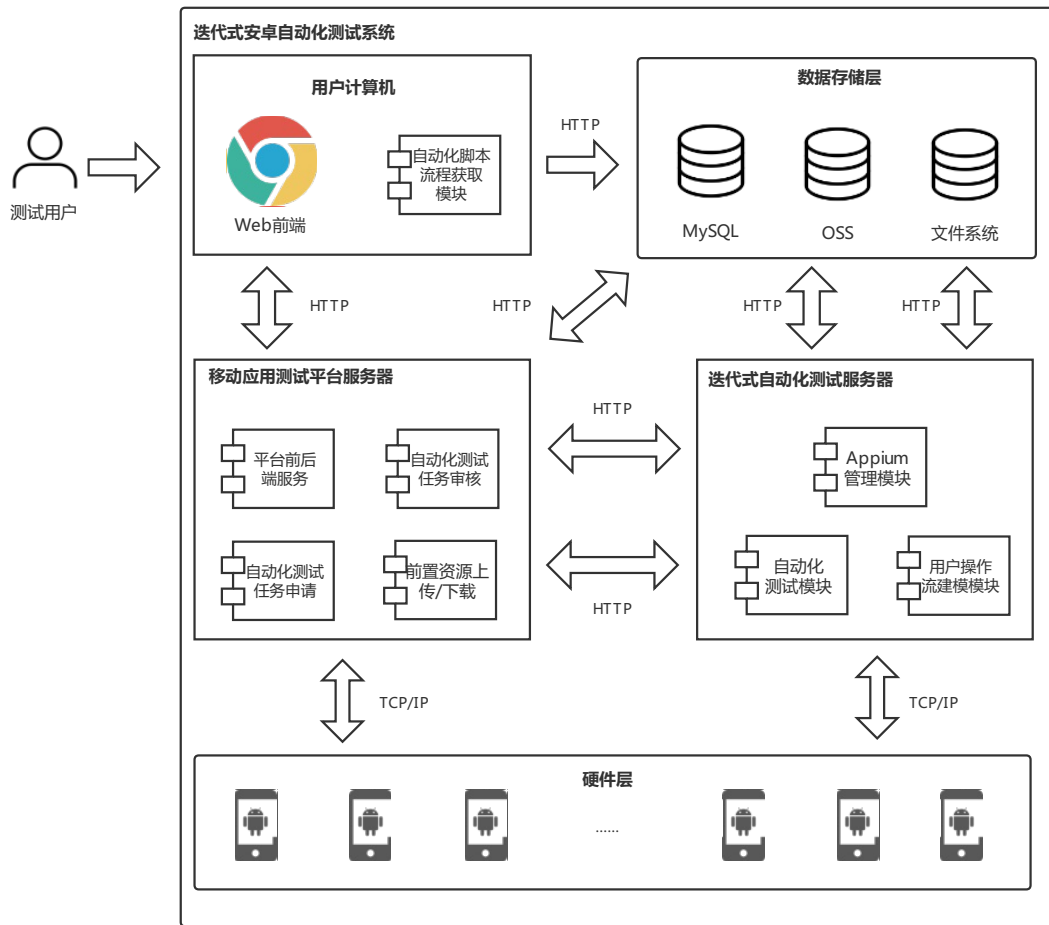 迭代式安卓自动化测试系统
测试用户
用户计算机
Web前端
自动化脚本
流程获取
模块
HTTP
数据存储层
MySQL
OSS
文件系统
HTTP
HTTP
HTTP
HTTP
移动应用测试平台服务器
平台前后
端服务
自动化测试
任务审核
自动化测试
任务申请
前置资源上
传/下载
HTTP
HTTP
迭代式自动化测试服务器
Appium
管理模块
自动化
测试模块
用户操作
流建模模块
TCP/IP
TCP/IP
硬件层
......